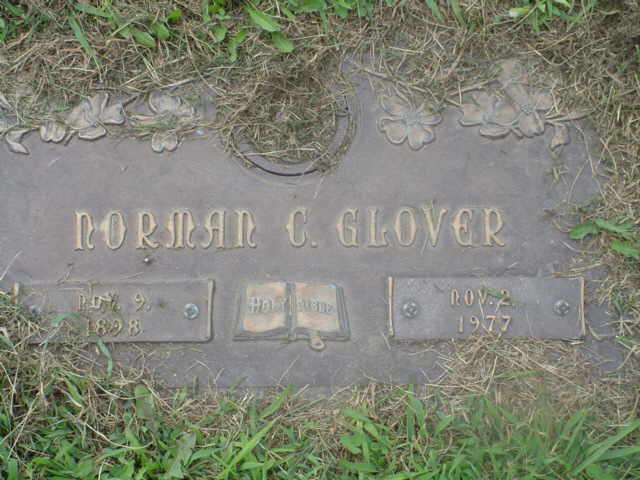 NORMAN C. GLOVER
NOV. 9.
1898
HOLY BIBLE
NOV. 2
1977